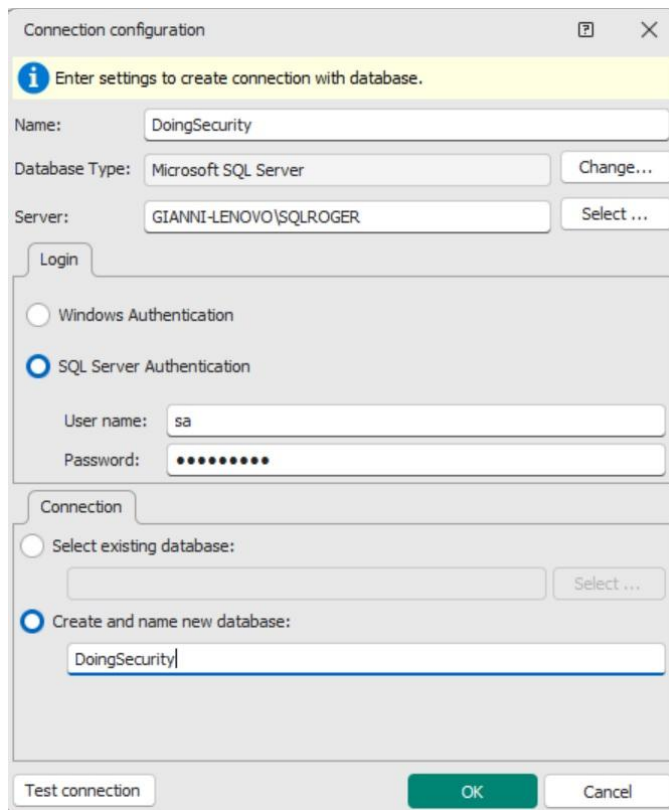 Connection configuration
Enter settings to create connection with database.
Name: DoingSecurity
Database Type: Microsoft SQL Server Change...
Server: GIANNI-LENOVO\SQLROGER Select ...
Login
Windows Authentication
SQL Server Authentication
User name: sa
Password: •••••••••
Connection
Select existing database:
Select ...
Create and name new database:
DoingSecurity
Test connection OK Cancel